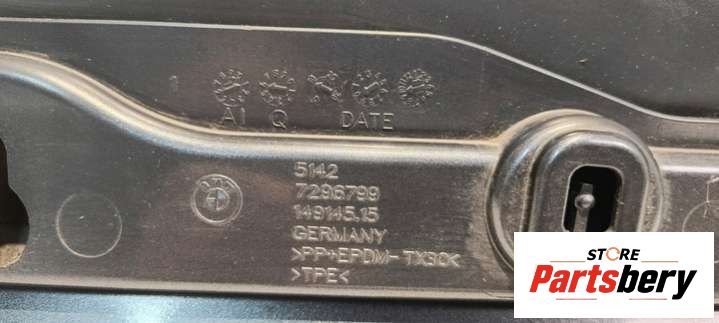 AI Q DATE
5142
7296799
149145.15
GERMANY
>PP+EPDM-TX30<
>TPE<
STORE
Partsbery